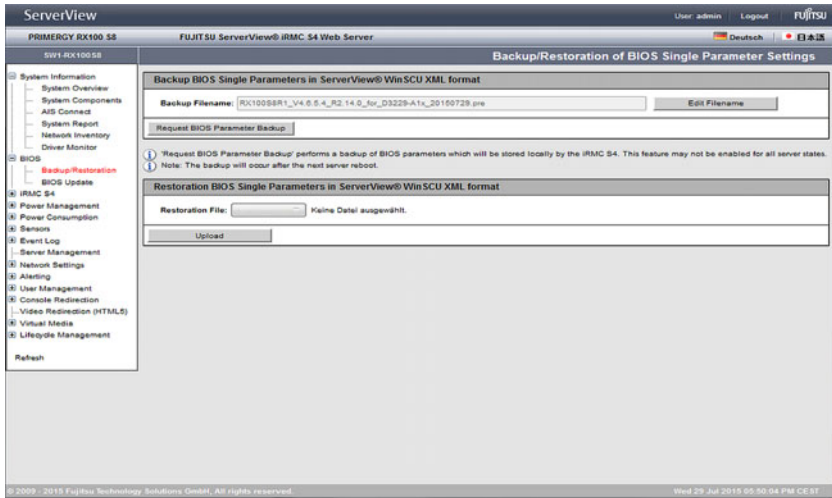 ServerView
User: admin Logout FUJITSU
PRIMERGY RX100 S8 FUJITSU ServerView® iRMC S4 Web Server Deutsch 日本語
SW1-RX100S8 Backup/Restoration of BIOS Single Parameter Settings
System Information
System Overview
System Components
AIS Connect
System Report
Network Inventory
Driver Monitor
BIOS
Backup/Restoration
BIOS Update
iRMC S4
Power Management
Power Consumption
Sensors
Event Log
Server Management
Network Settings
Alerting
User Management
Console Redirection
Video Redirection (HTML5)
Virtual Media
Lifecycle Management
Refresh
Backup BIOS Single Parameters in ServerView® WinSCU XML format
Backup Filename: RX100S8R1_V4.6.5.4_R2.14.0_for_D3229-A1x_20150729.pre Edit Filename
Request BIOS Parameter Backup
'Request BIOS Parameter Backup' performs a backup of BIOS parameters which will be stored locally by the iRMC S4. This feature may not be enabled for all server states.
Note: The backup will occur after the next server reboot.
Restoration BIOS Single Parameters in ServerView® WinSCU XML format
Restoration File: Keine Datei ausgewählt.
Upload
© 2009 - 2015 Fujitsu Technology Solutions GmbH, All rights reserved. Wed 29 Jul 2015 05:50:04 PM CEST